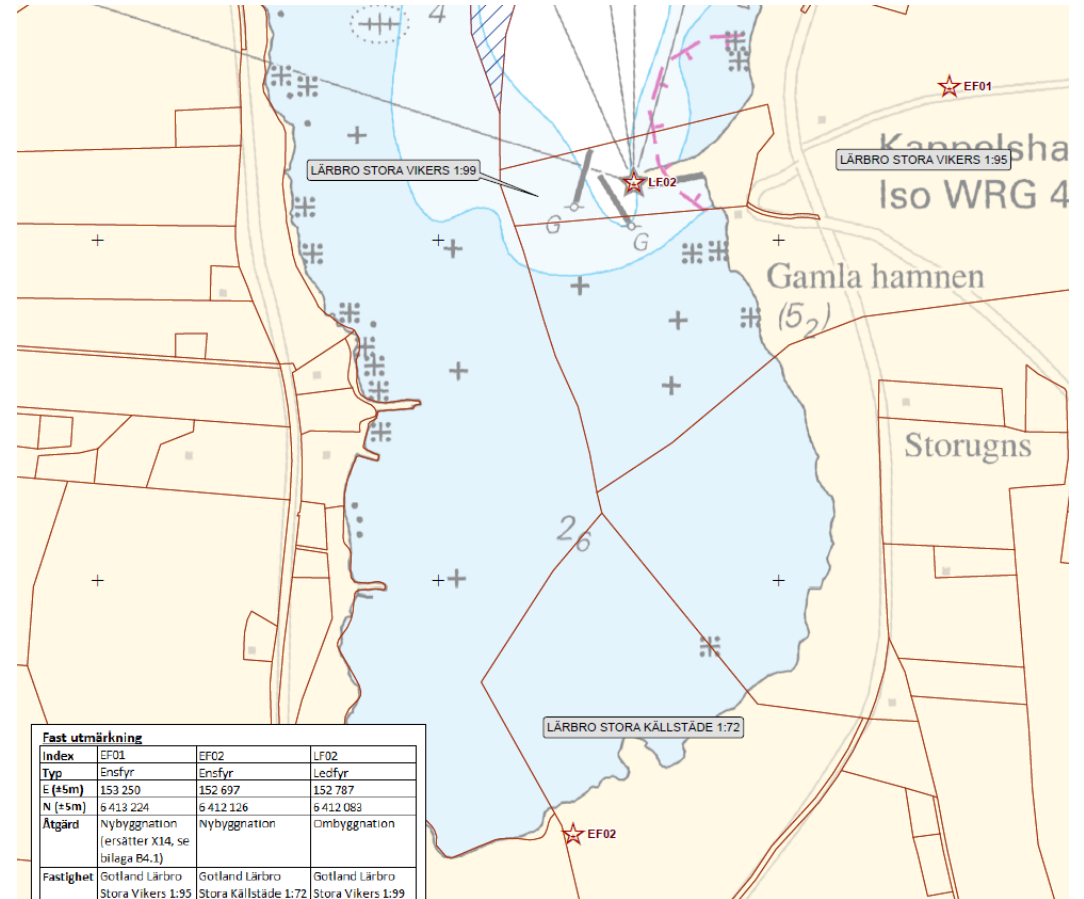 4
EF01
Kappelsha
LÄRBRO STORA VIKERS 1:99
LÄRBRO STORA VIKERS 1:95
LF02
Iso WRG 4
G
G
Gamla hamnen
(5₂)
Storugns
2₆
LÄRBRO STORA KÄLLSTÄDE 1:72
EF02
Fast utmärkning
Index EF01 EF02 LF02
Typ Ensfyr Ensfyr Ledfyr
E (±5m) 153 250 152 697 152 787
N (±5m) 6 413 224 6 412 126 6 412 083
Åtgärd Nybyggnation Nybyggnation Ombyggnation
(ersätter X14, se
bilaga B4.1)
Fastighet Gotland Lärbro Gotland Lärbro Gotland Lärbro
Stora Vikers 1:95 Stora Källstäde 1:72 Stora Vikers 1:99